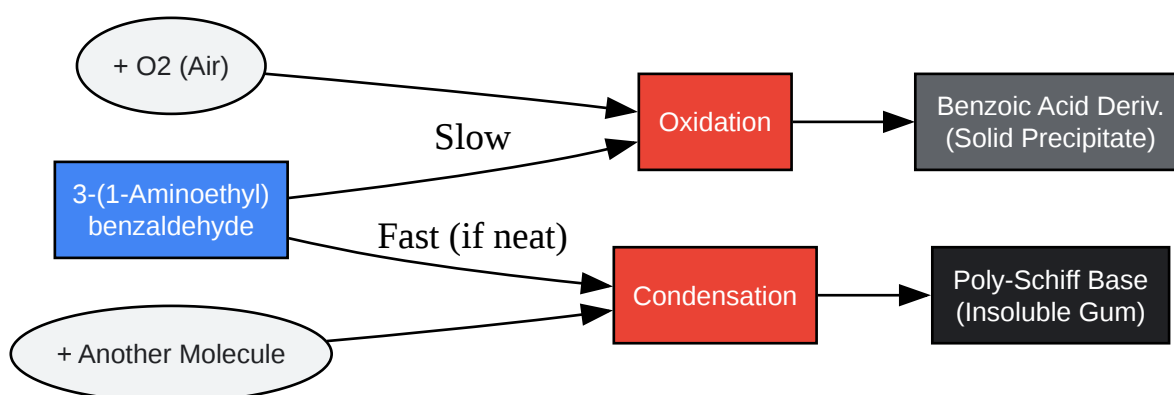 + O2 (Air)
Oxidation
Benzoic Acid Deriv.
(Solid Precipitate)
Slow
3-(1-Aminoethyl)
benzaldehyde
Fast (if neat)
Condensation
Poly-Schiff Base
(Insoluble Gum)
+ Another Molecule